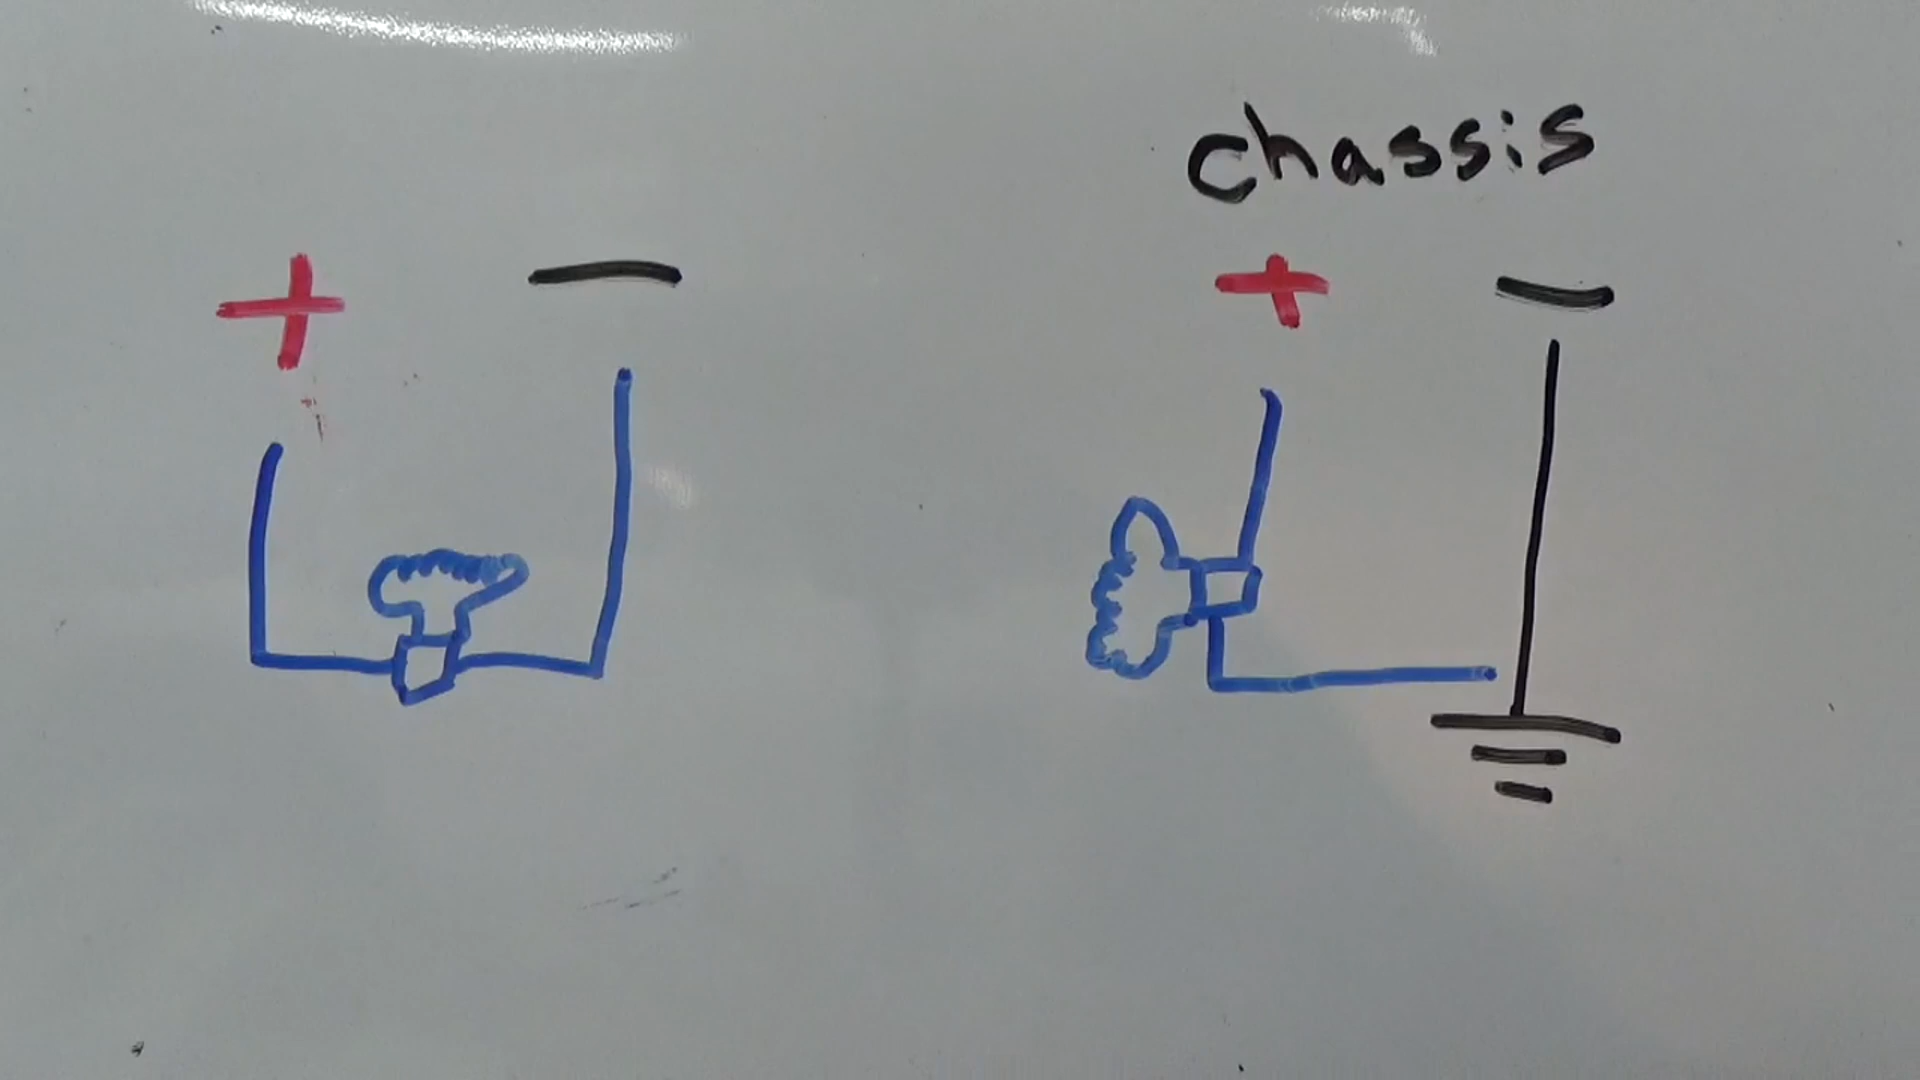 chassis
+ −
+ −